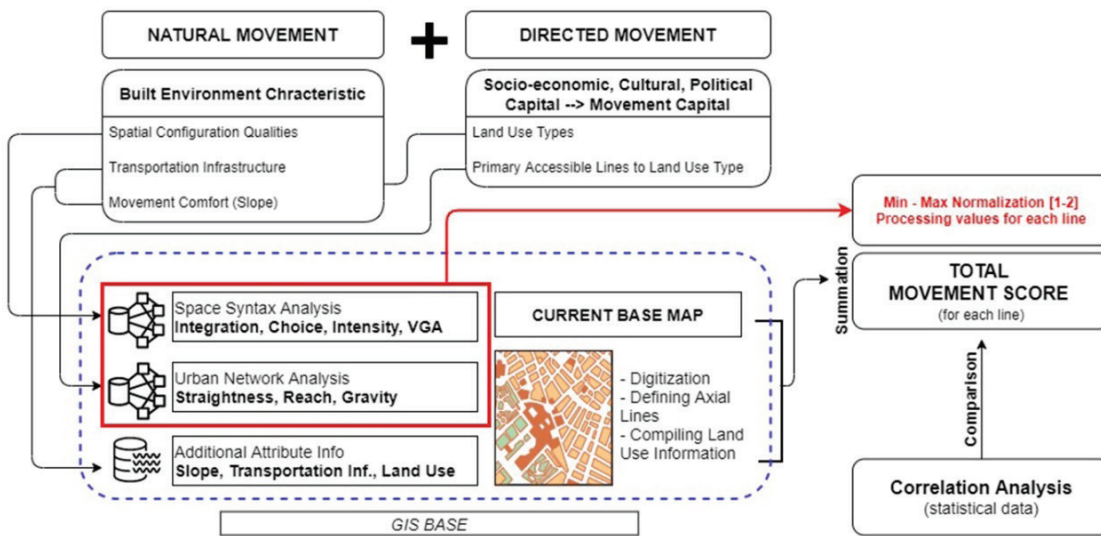 NATURAL MOVEMENT
+
DIRECTED MOVEMENT
Built Environment Chracteristic
Spatial Configuration Qualities
Transportation Infrastructure
Movement Comfort (Slope)
Socio-economic, Cultural, Political
Capital --> Movement Capital
Land Use Types
Primary Accessible Lines to Land Use Type
Min - Max Normalization [1-2]
Processing values for each line
Summation
TOTAL
MOVEMENT SCORE
(for each line)
Space Syntax Analysis
Integration, Choice, Intensity, VGA
Urban Network Analysis
Straightness, Reach, Gravity
Additional Attribute Info
Slope, Transportation Inf., Land Use
CURRENT BASE MAP
- Digitization
- Defining Axial
Lines
- Compiling Land
Use Information
Comparison
Correlation Analysis
(statistical data)
GIS BASE